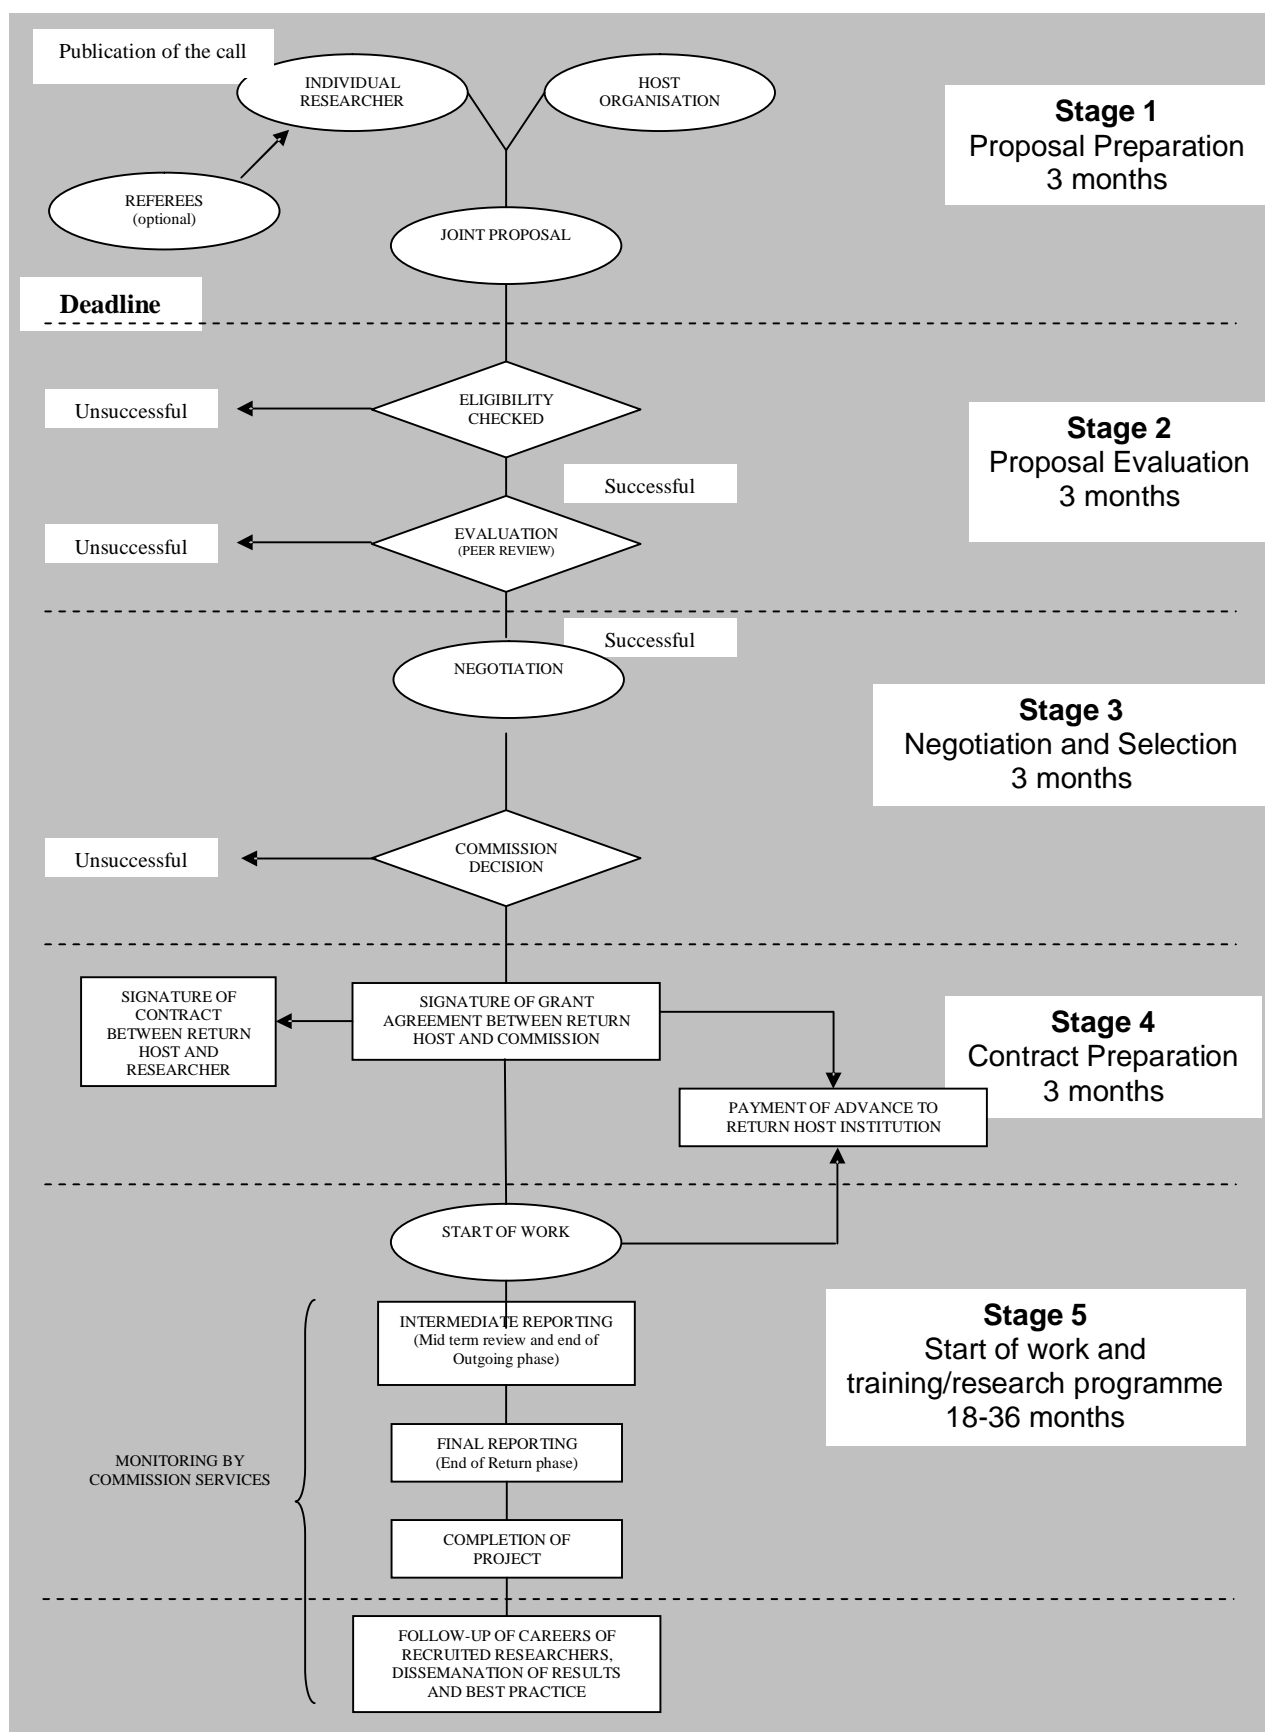 Publication of the call
INDIVIDUAL
RESEARCHER
HOST
ORGANISATION
Stage 1
Proposal Preparation
3 months
REFEREES
(optional)
JOINT PROPOSAL
Deadline
Unsuccessful
ELIGIBILITY
CHECKED
Stage 2
Proposal Evaluation
3 months
Successful
Unsuccessful
EVALUATION
(PEER REVIEW)
Successful
NEGOTIATION
Stage 3
Negotiation and Selection
3 months
Unsuccessful
COMMISSION
DECISION
SIGNATURE OF
CONTRACT
BETWEEN RETURN
HOST AND
RESEARCHER
SIGNATURE OF GRANT
AGREEMENT BETWEEN RETURN
HOST AND COMMISSION
Stage 4
Contract Preparation
3 months
PAYMENT OF ADVANCE TO
RETURN HOST INSTITUTION
START OF WORK
INTERMEDIATE REPORTING
(Mid term review and end of
Outgoing phase)
Stage 5
Start of work and
training/research programme
18-36 months
FINAL REPORTING
(End of Return phase)
MONITORING BY
COMMISSION SERVICES
COMPLETION OF
PROJECT
FOLLOW-UP OF CAREERS OF
RECRUITED RESEARCHERS,
DISSEMANATION OF RESULTS
AND BEST PRACTICE